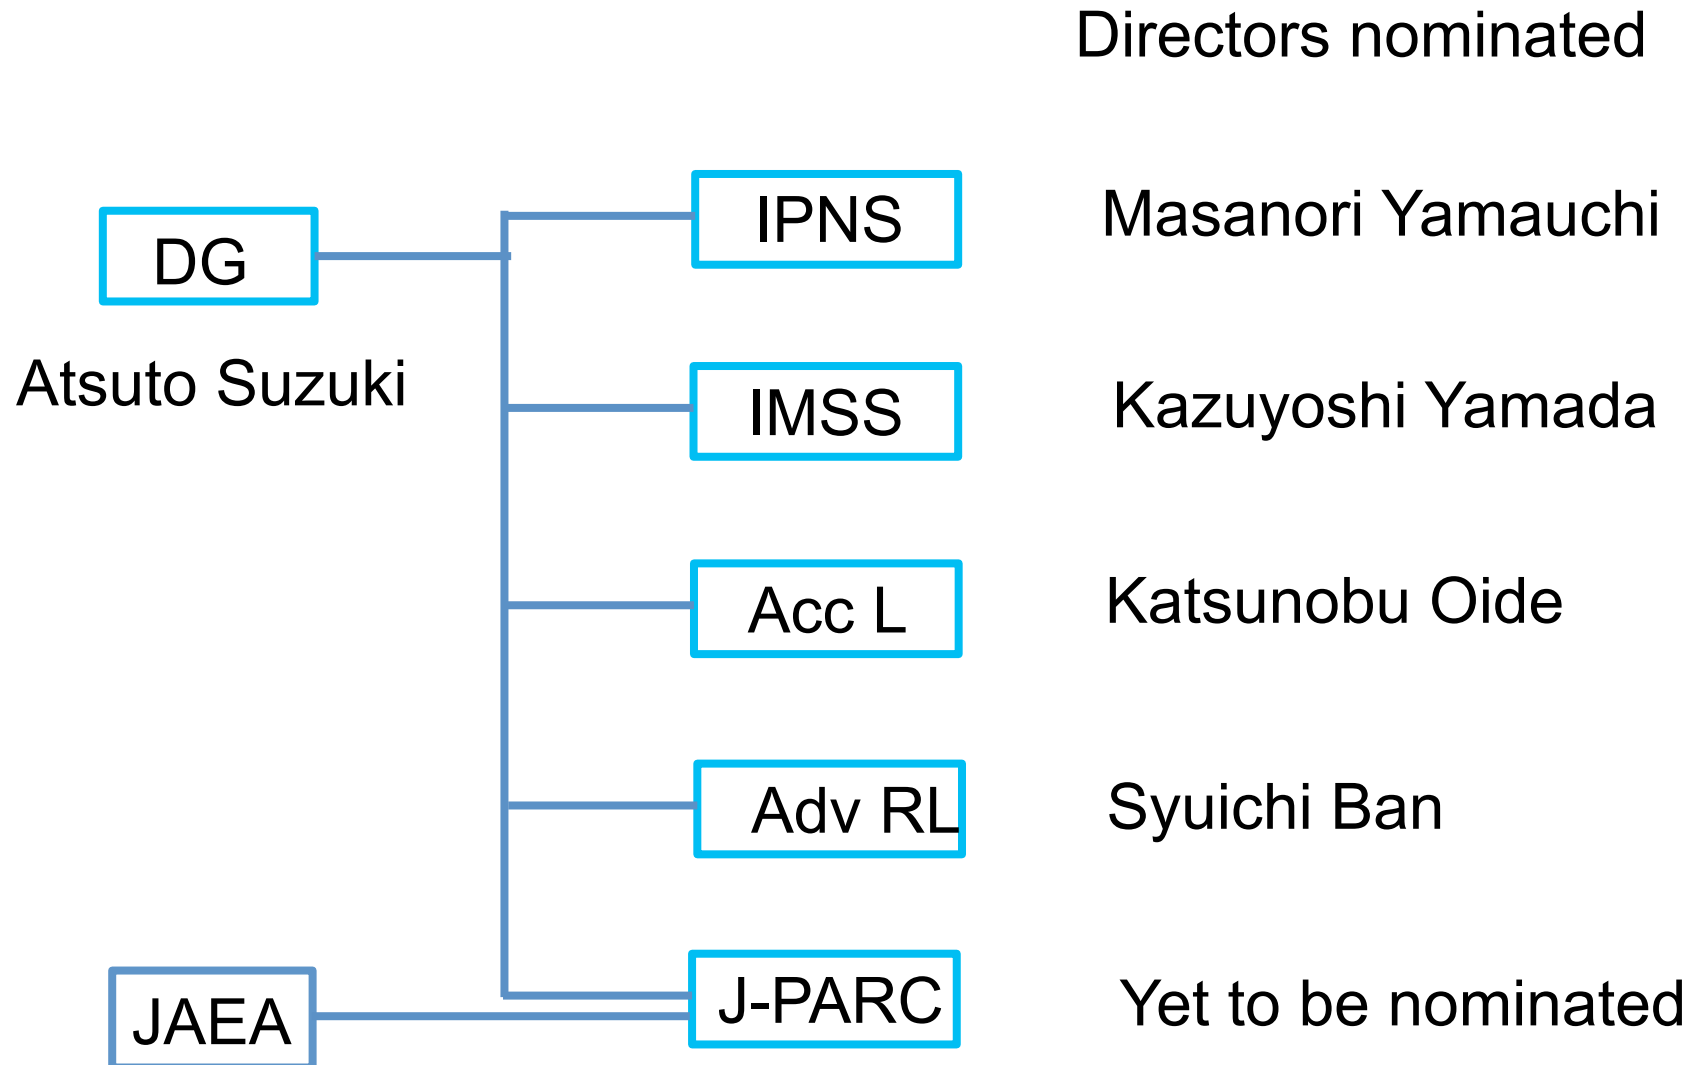 Directors nominated
IPNS
Masanori Yamauchi
DG
Atsuto Suzuki
IMSS
Kazuyoshi Yamada
Acc L
Katsunobu Oide
Adv RL
Syuichi Ban
J-PARC
Yet to be nominated
JAEA